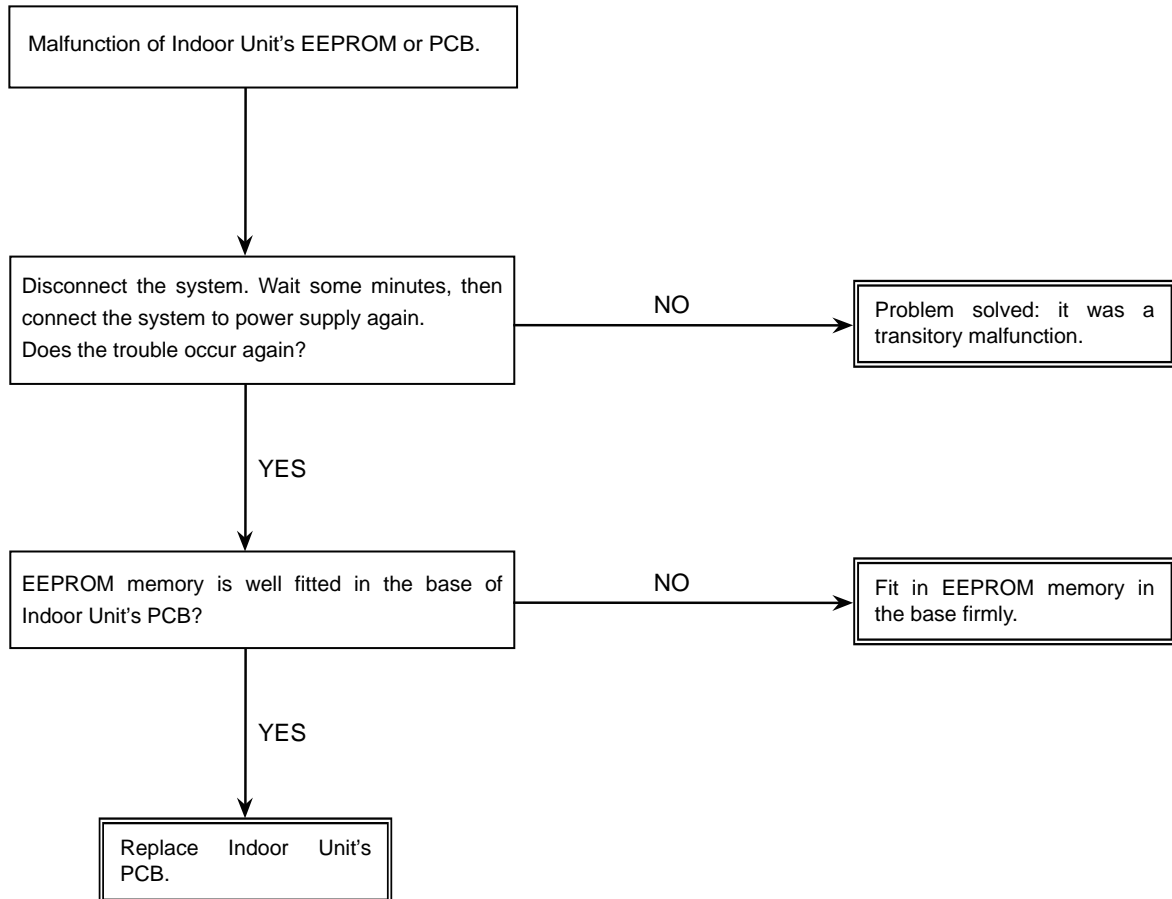 Malfunction of Indoor Unit’s EEPROM or PCB.
Disconnect the system. Wait some minutes, then
connect the system to power supply again.
Does the trouble occur again?
NO
Problem solved: it was a
transitory malfunction.
YES
EEPROM memory is well fitted in the base of
Indoor Unit’s PCB?
NO
Fit in EEPROM memory in
the base firmly.
YES
Replace Indoor Unit’s
PCB.